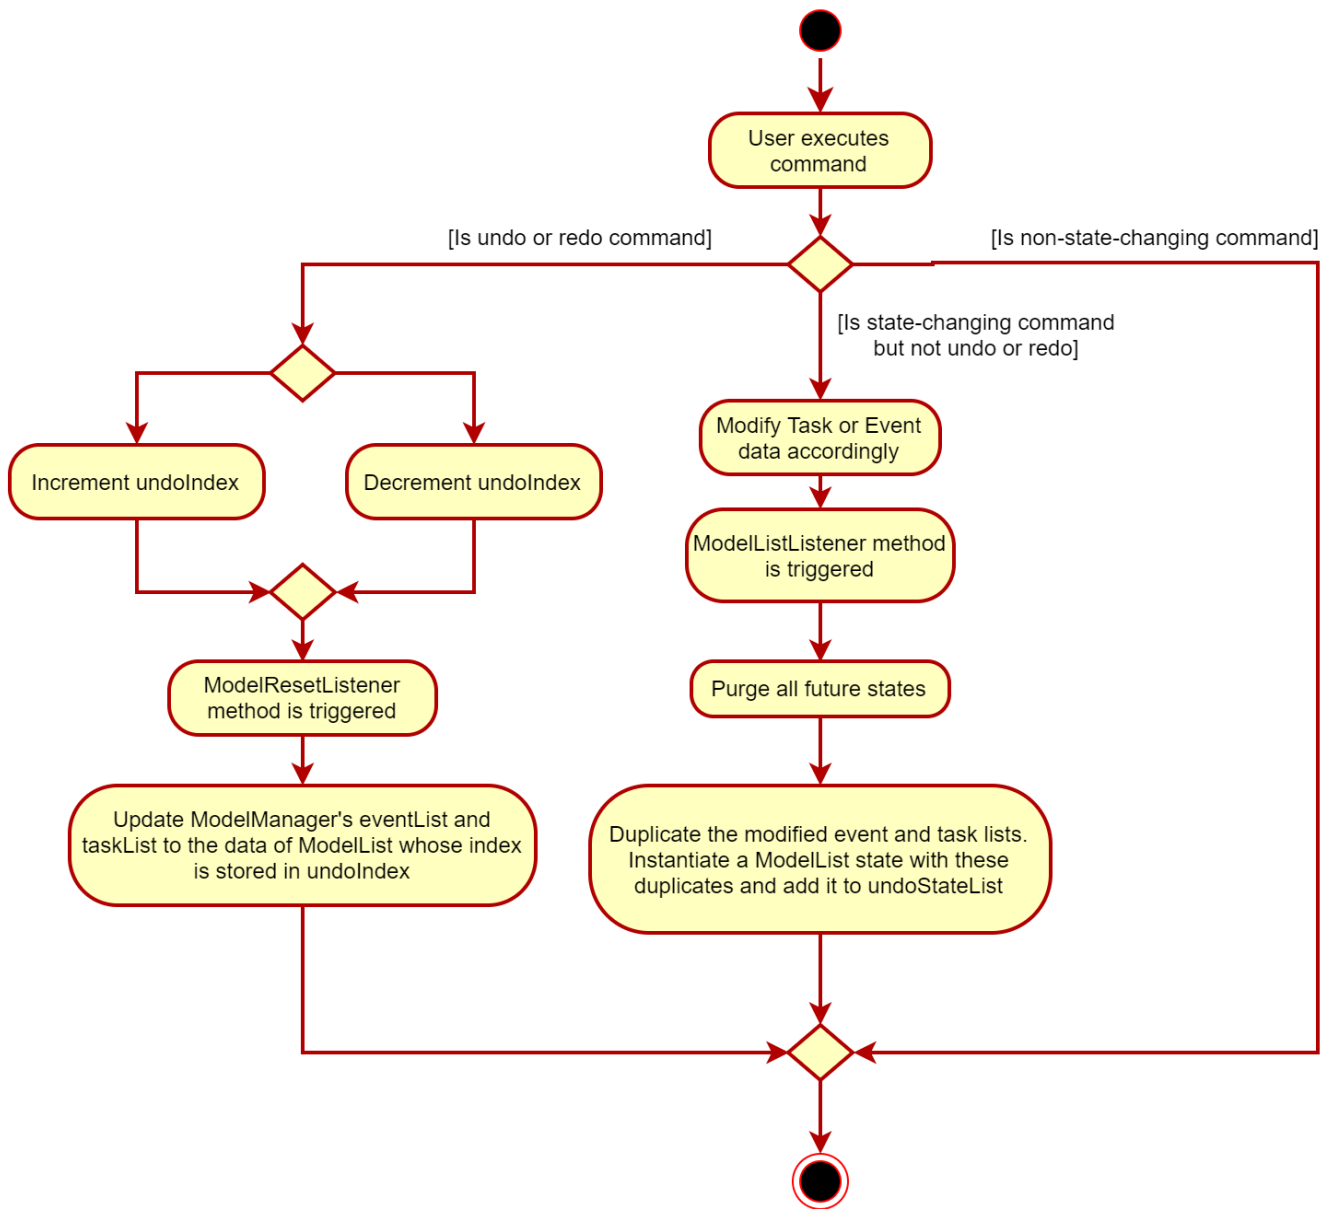 User executes
command
[Is undo or redo command]
[Is non-state-changing command]
[Is state-changing command
but not undo or redo]
Modify Task or Event
data accordingly
Increment undoIndex
Decrement undoIndex
ModelListListener method
is triggered
ModelResetListener
method is triggered
Purge all future states
Update ModelManager's eventList and
taskList to the data of ModelList whose index
is stored in undoIndex
Duplicate the modified event and task lists.
Instantiate a ModelList state with these
duplicates and add it to undoStateList